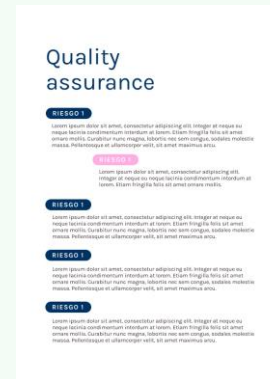 Quality
assurance
RIESGO 1
Lorem ipsum dolor sit amet, consectetur adipiscing elit. Integer at neque eu
neque lacinia condimentum interdum at lorem. Etiam fringilla felis sit amet
ornare mollis. Curabitur nunc magna, lobortis nec sem congue, sodales molestie
massa. Pellentesque et ullamcorper velit, sit amet maximus arcu.
RIESGO 1
Lorem ipsum dolor sit amet, consectetur adipiscing elit.
Integer at neque eu neque lacinia condimentum interdum at
lorem. Etiam fringilla felis sit amet ornare mollis.
RIESGO 1
Lorem ipsum dolor sit amet, consectetur adipiscing elit. Integer at neque eu
neque lacinia condimentum interdum at lorem. Etiam fringilla felis sit amet
ornare mollis. Curabitur nunc magna, lobortis nec sem congue, sodales molestie
massa. Pellentesque et ullamcorper velit, sit amet maximus arcu.
RIESGO 1
Lorem ipsum dolor sit amet, consectetur adipiscing elit. Integer at neque eu
neque lacinia condimentum interdum at lorem. Etiam fringilla felis sit amet
ornare mollis. Curabitur nunc magna, lobortis nec sem congue, sodales molestie
massa. Pellentesque et ullamcorper velit, sit amet maximus arcu.
RIESGO 1
Lorem ipsum dolor sit amet, consectetur adipiscing elit. Integer at neque eu
neque lacinia condimentum interdum at lorem. Etiam fringilla felis sit amet
ornare mollis. Curabitur nunc magna, lobortis nec sem congue, sodales molestie
massa. Pellentesque et ullamcorper velit, sit amet maximus arcu.